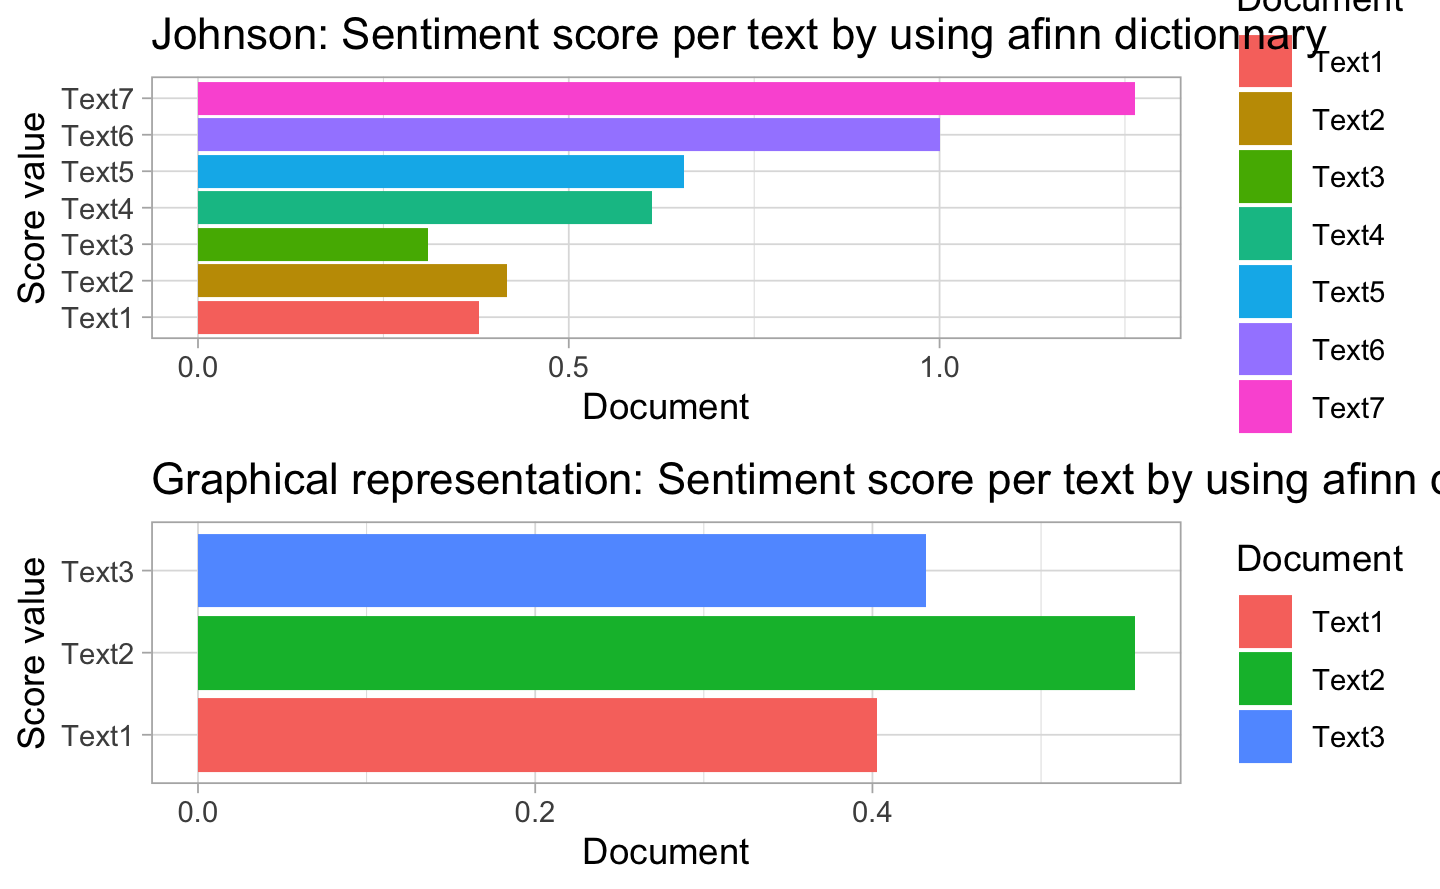 Document
Johnson: Sentiment score per text by using afinn dictionnary
Text1
Text2
Text3
Text4
Text5
Text6
Text7
Score value
Text7
Text6
Text5
Text4
Text3
Text2
Text1
0.0 0.5 1.0
Document
Graphical representation: Sentiment score per text by using afinn
Document
Text1
Text2
Text3
Score value
Text3
Text2
Text1
0.0 0.2 0.4
Document